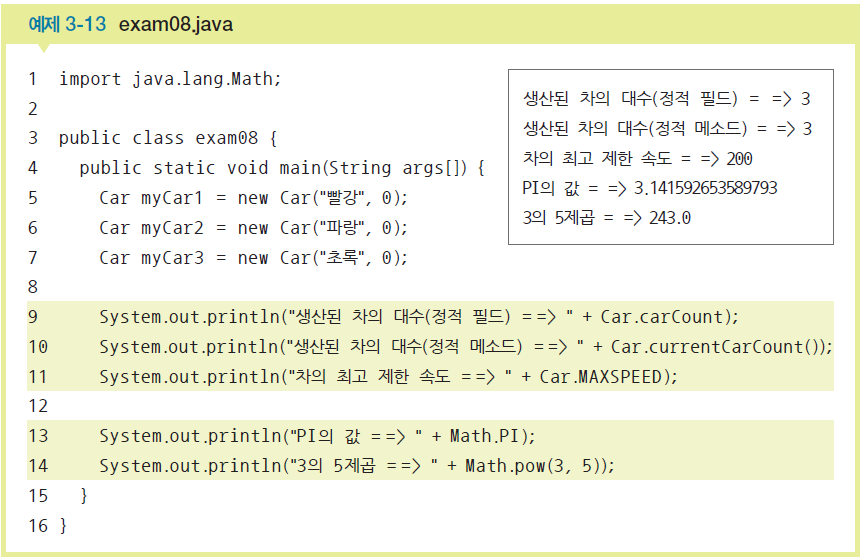 예제 3-13 exam08.java
1 import java.lang.Math;
2
3 public class exam08 {
4 public static void main(String args[]) {
5 Car myCar1 = new Car("빨강", 0);
6 Car myCar2 = new Car("파랑", 0);
7 Car myCar3 = new Car("초록", 0);
8
9 System.out.println("생산된 차의 대수(정적 필드) ==> " + Car.carCount);
10 System.out.println("생산된 차의 대수(정적 메소드) ==> " + Car.currentCarCount());
11 System.out.println("차의 최고 제한 속도 ==> " + Car.MAXSPEED);
12
13 System.out.println("PI의 값 ==> " + Math.PI);
14 System.out.println("3의 5제곱 ==> " + Math.pow(3, 5));
15 }
16 }
생산된 차의 대수(정적 필드) = => 3
생산된 차의 대수(정적 메소드) = => 3
차의 최고 제한 속도 = => 200
PI의 값 = => 3.141592653589793
3의 5제곱 = => 243.0